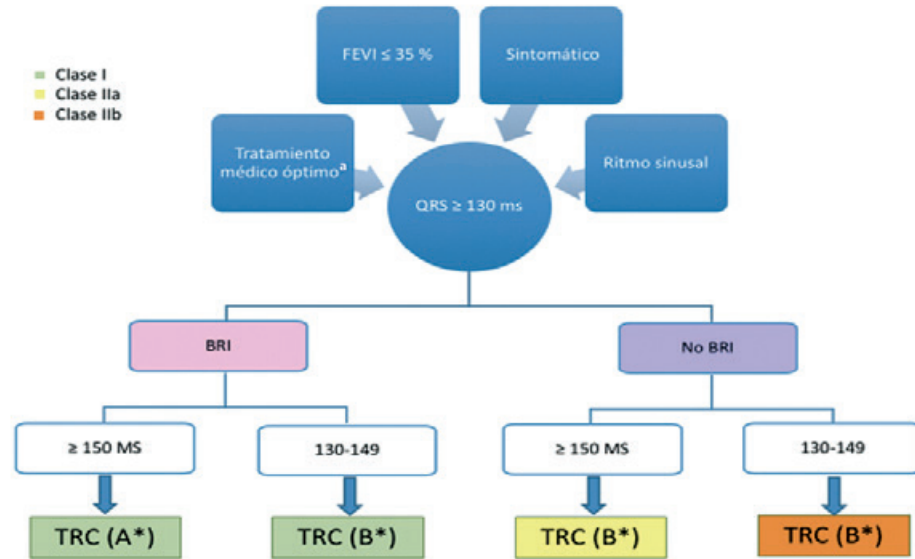 FEVI ≤ 35 %
Sintomático
Clase I
Clase IIa
Clase IIb
Tratamiento
médico óptimoª
Ritmo sinusal
QRS ≥ 130 ms
BRI
No BRI
≥ 150 MS
130-149
≥ 150 MS
130-149
TRC (A*)
TRC (B*)
TRC (B*)
TRC (B*)